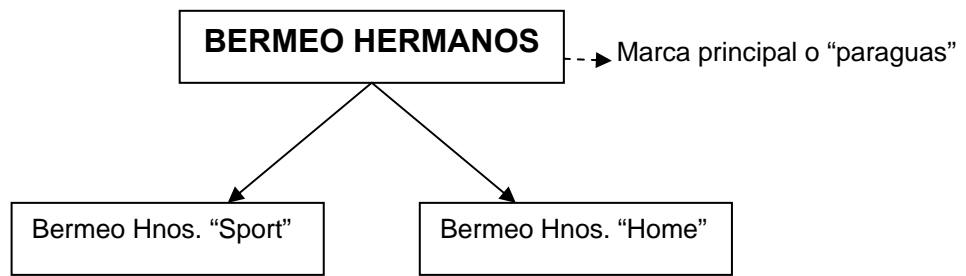 BERMEO HERMANOS
Marca principal o “paraguas”
Bermeo Hnos. “Sport”
Bermeo Hnos. “Home”